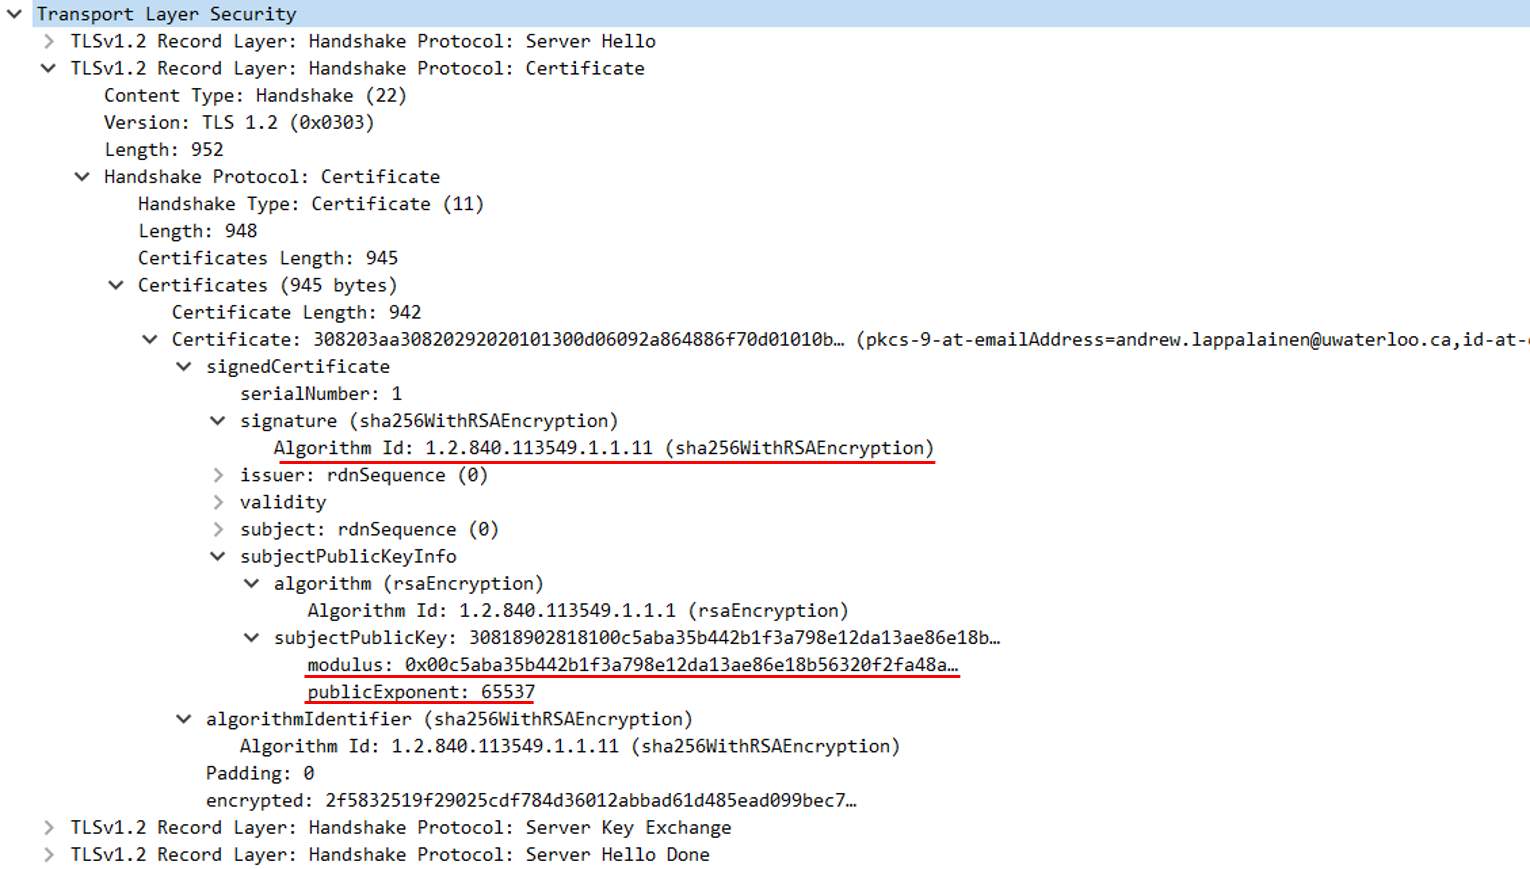 Transport Layer Security
TLSv1.2 Record Layer: Handshake Protocol: Server Hello
TLSv1.2 Record Layer: Handshake Protocol: Certificate
Content Type: Handshake (22)
Version: TLS 1.2 (0x0303)
Length: 952
Handshake Protocol: Certificate
Handshake Type: Certificate (11)
Length: 948
Certificates Length: 945
Certificates (945 bytes)
Certificate Length: 942
Certificate: 308203aa30820292020101300d06092a864886f70d01010b… (pkcs-9-at-emailAddress=andrew.lappalainen@uwaterloo.ca,id-at-
signedCertificate
serialNumber: 1
signature (sha256WithRSAEncryption)
Algorithm Id: 1.2.840.113549.1.1.11 (sha256WithRSAEncryption)
issuer: rdnSequence (0)
validity
subject: rdnSequence (0)
subjectPublicKeyInfo
algorithm (rsaEncryption)
Algorithm Id: 1.2.840.113549.1.1.1 (rsaEncryption)
subjectPublicKey: 30818902818100c5aba35b442b1f3a798e12da13ae86e18b…
modulus: 0x00c5aba35b442b1f3a798e12da13ae86e18b56320f2fa48a…
publicExponent: 65537
algorithmIdentifier (sha256WithRSAEncryption)
Algorithm Id: 1.2.840.113549.1.1.11 (sha256WithRSAEncryption)
Padding: 0
encrypted: 2f5832519f29025cdf784d36012abbad61d485ead099bec7…
TLSv1.2 Record Layer: Handshake Protocol: Server Key Exchange
TLSv1.2 Record Layer: Handshake Protocol: Server Hello Done